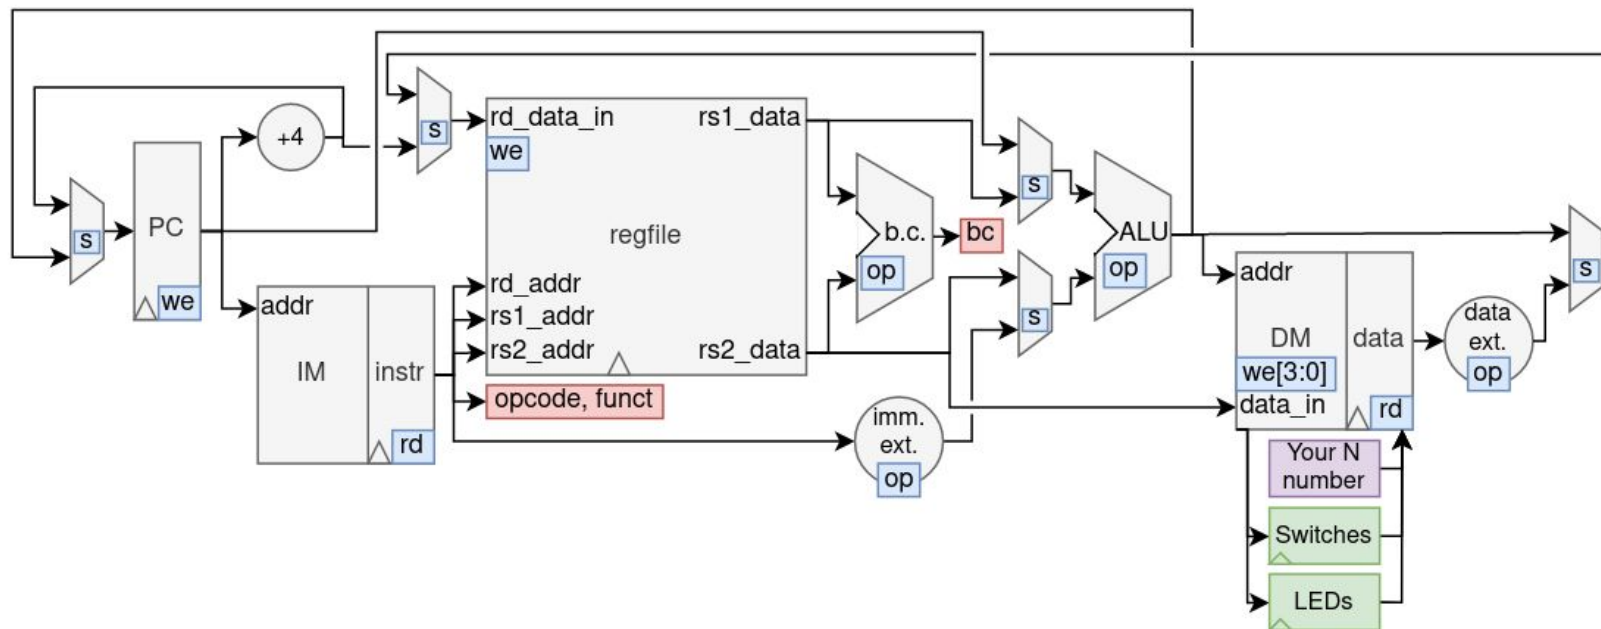 +4
s
PC
we
s
rd_data_in
we
rs1_data
regfile
rd_addr
rs1_addr
rs2_addr
rs2_data
addr
IM
instr
rd
opcode, funct
b.c.
op
bc
imm.
ext.
op
s
s
ALU
op
addr
DM
data
we[3:0]
data_in
rd
data
ext.
op
s
Your N
number
Switches
LEDs